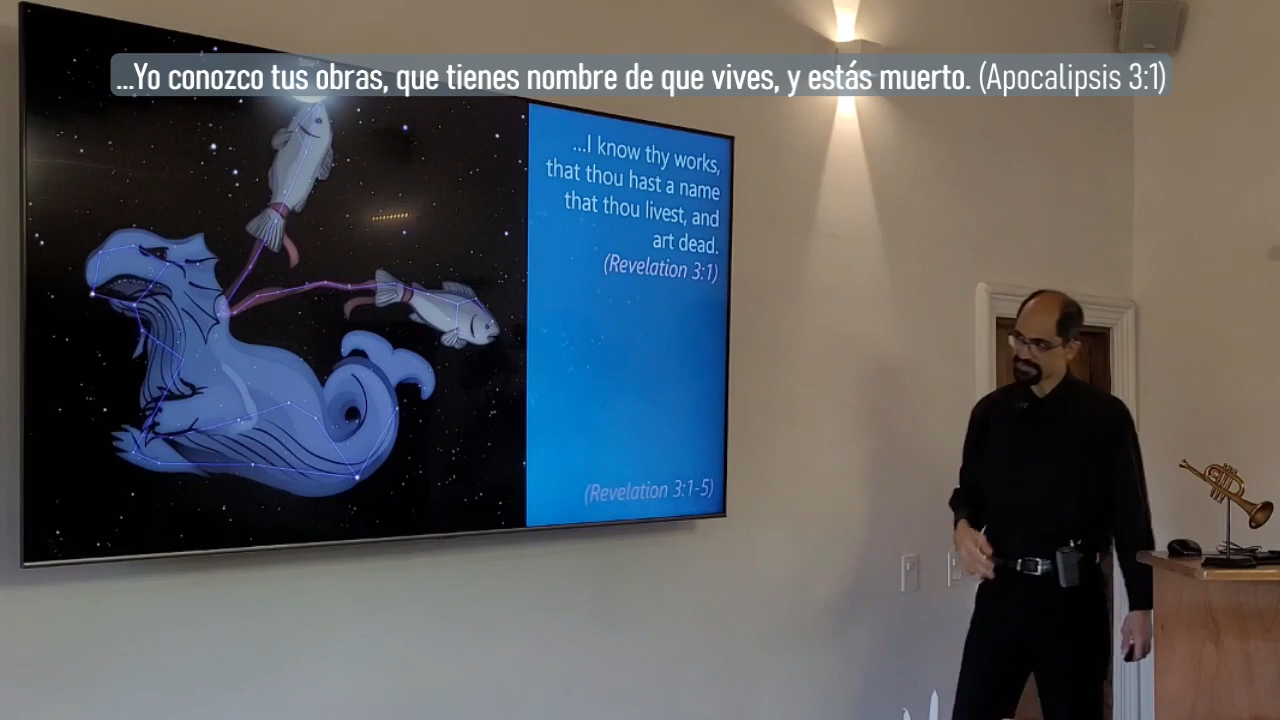 ...Yo conozco tus obras, que tienes nombre de que vives, y estás muerto. (Apocalipsis 3:1)
...I know thy works,
that thou hast a name
that thou livest, and
art dead.
(Revelation 3:1)
(Revelation 3:1-5)